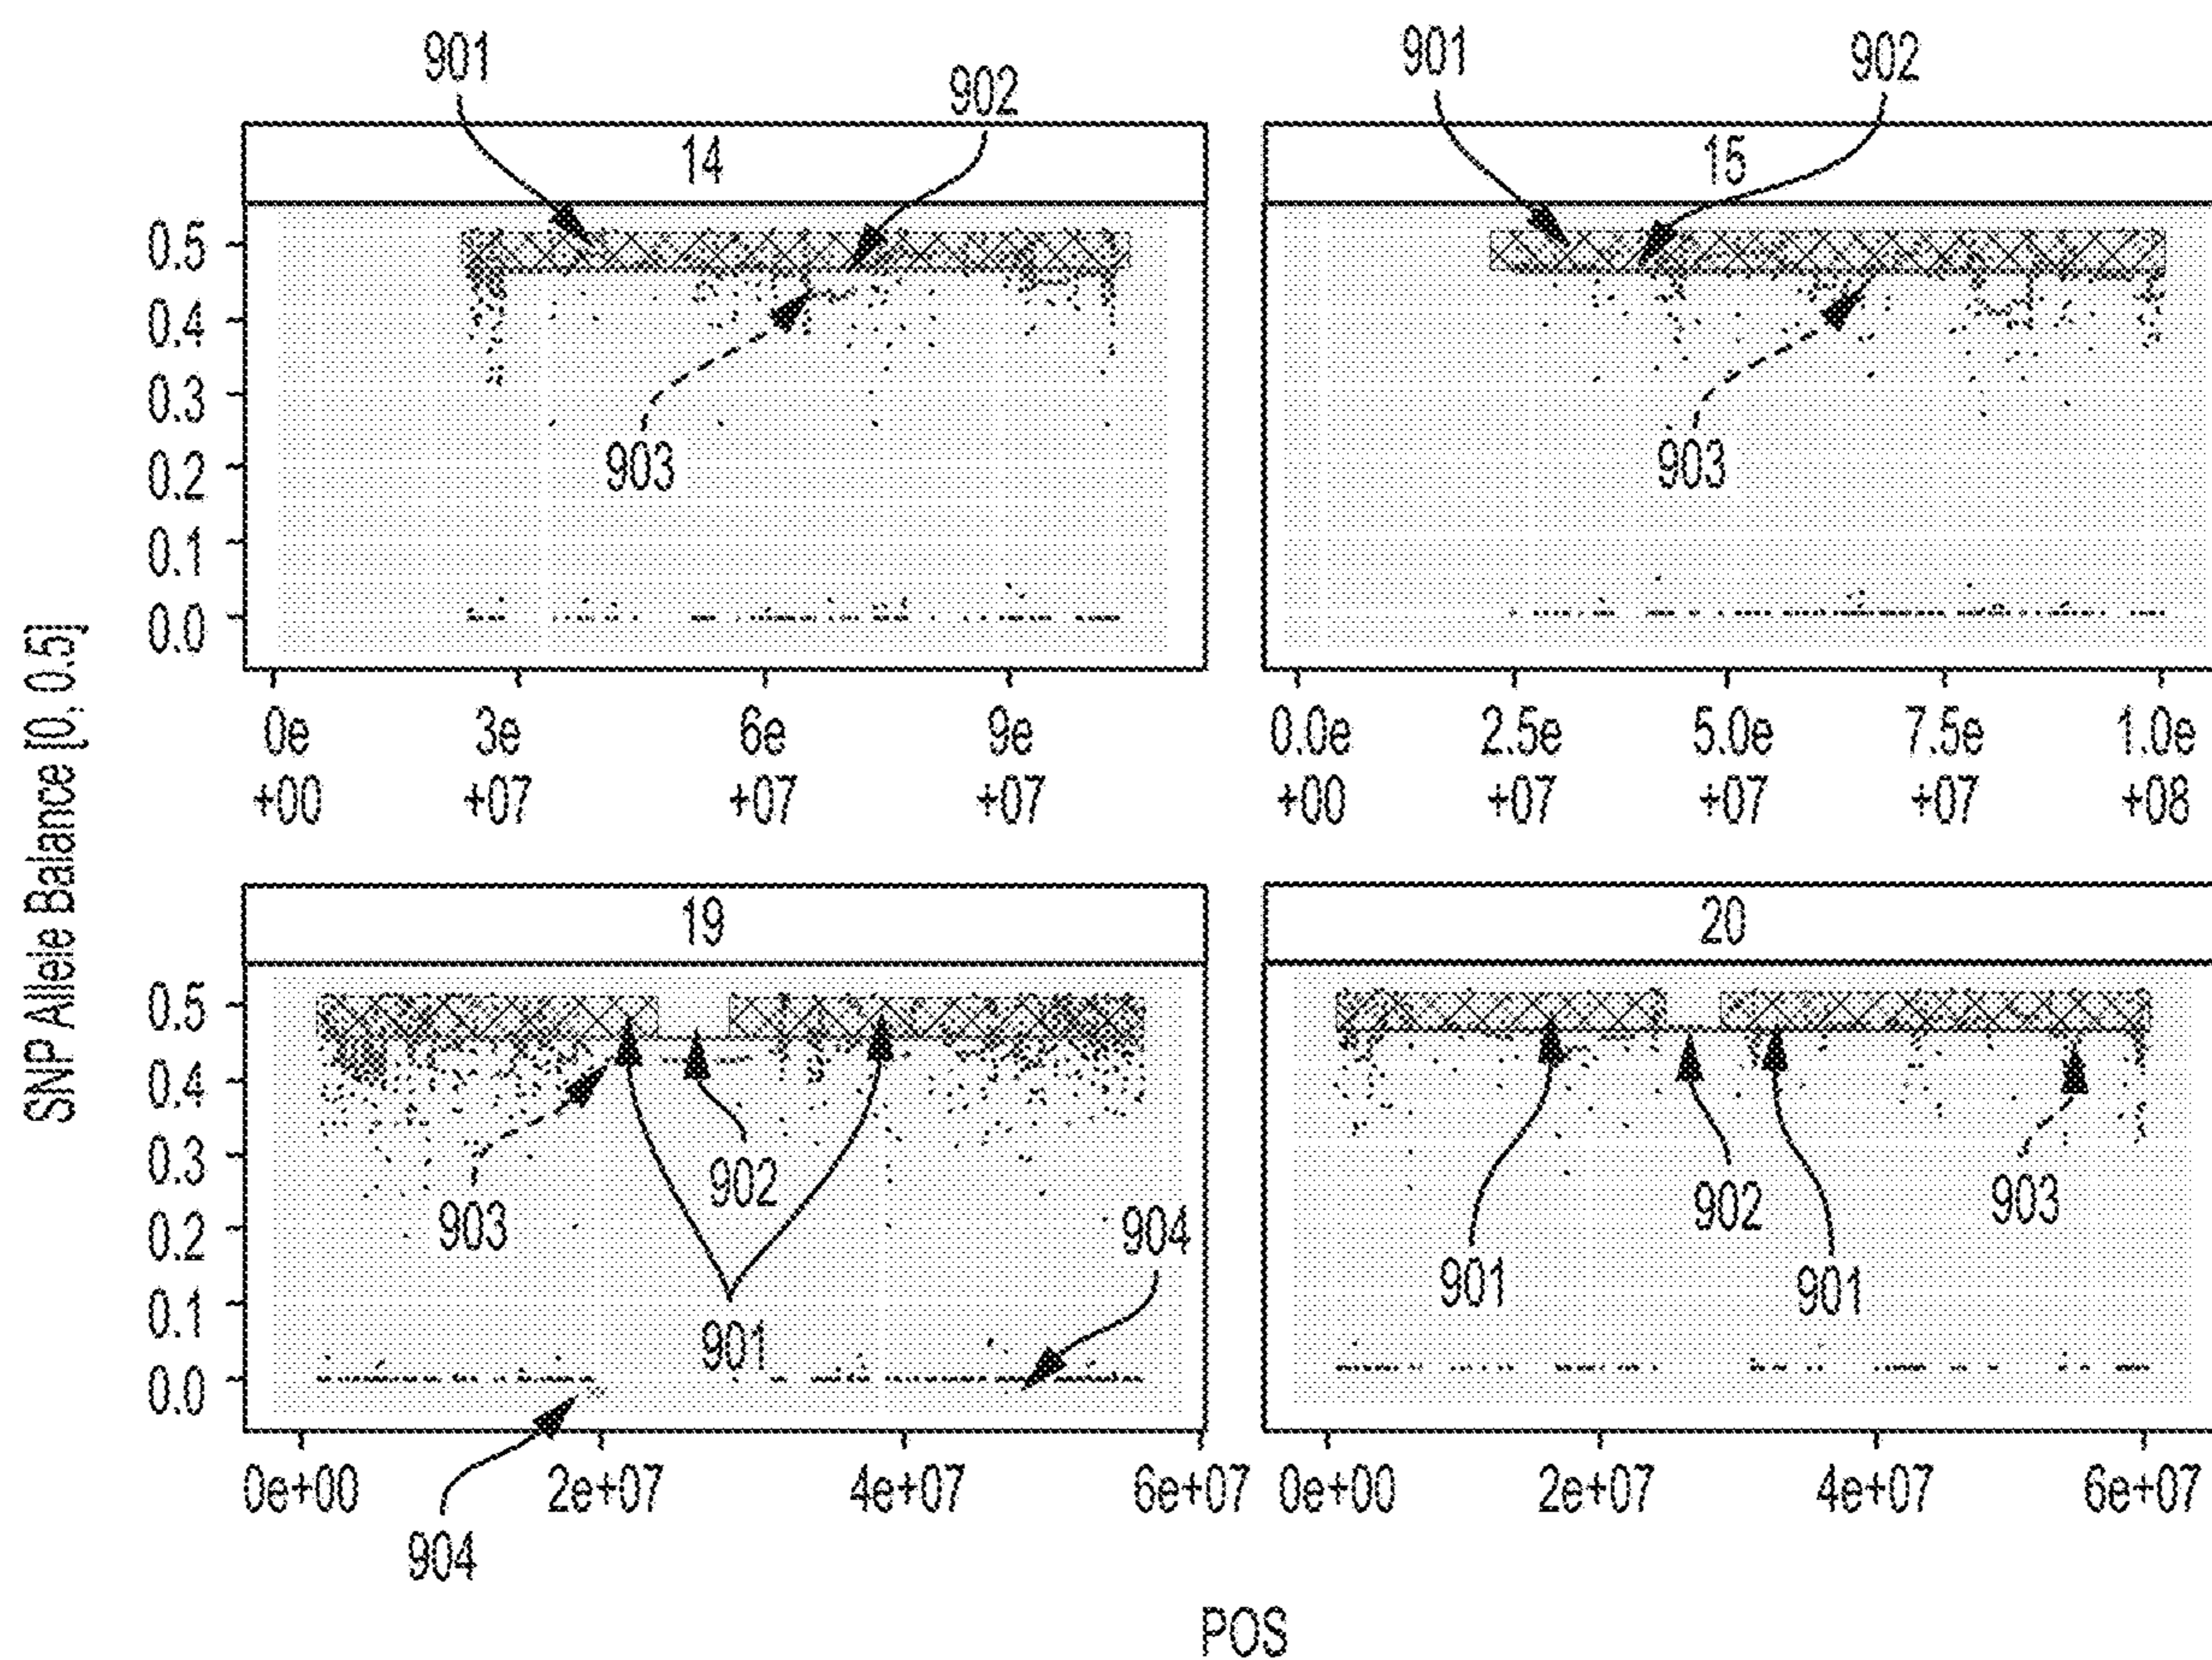 901
902
901
902
14
15
0.5
0.4
0.3
0.2
0.1
0.0
903
903
0e +00
3e +07
6e +07
9e +07
0.0e +00
2.5e +07
5.0e +07
7.5e +07
1.0e +08
SNP Allele Balance [0, 0.5]
19
20
0.5
0.4
0.3
0.2
0.1
0.0
903
902
904
901
901
902
901
903
0e+00
2e+07
4e+07
6e+07
0e+00
2e+07
4e+07
6e+07
904
POS